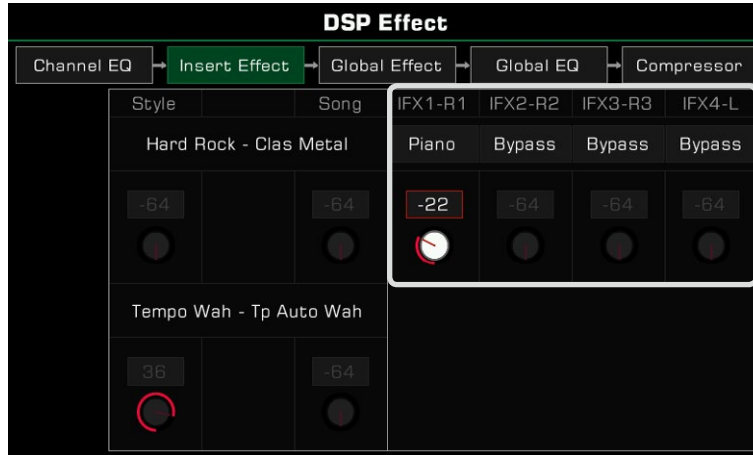 DSP Effect
Channel EQ Insert Effect Global Effect Global EQ Compressor
Style Song IFX1-R1 IFX2-R2 IFX3-R3 IFX4-L
Hard Rock - Clas Metal Piano Bypass Bypass Bypass
-64 -64 -22 -64 -64 -64
Tempo Wah - Tp Auto Wah
36 -64